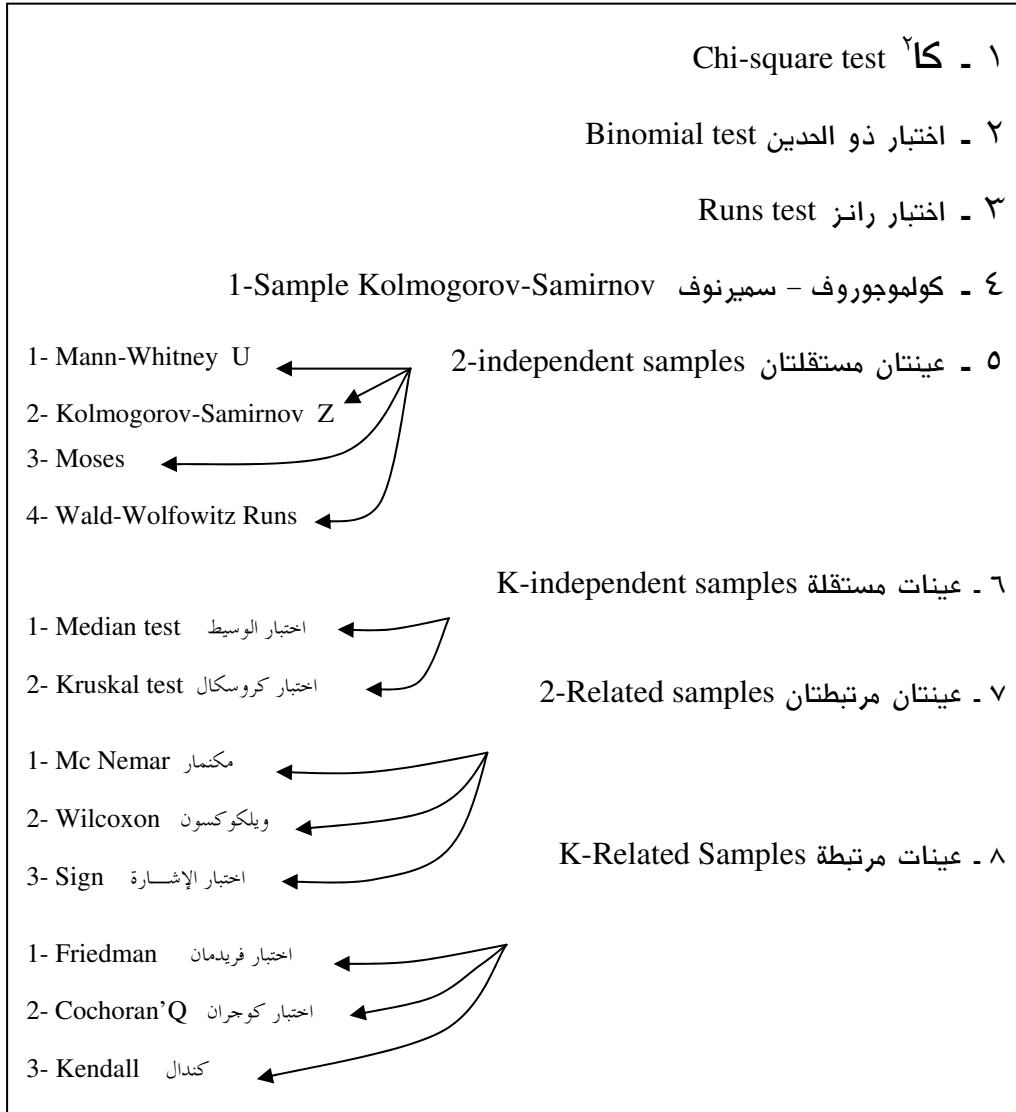 ١ ـ كا٢ Chi-square test
٢ ـ اختبار ذو الحدين Binomial test
٣ ـ اختبار رانز Runs test
٤ ـ كولموجوروف – سميرنوف 1-Sample Kolmogorov-Samirnov
٥ ـ عينتان مستقلتان 2-independent samples
1- Mann-Whitney U
2- Kolmogorov-Samirnov Z
3- Moses
4- Wald-Wolfowitz Runs
٦ ـ عينات مستقلة K-independent samples
1- Median test اختبار الوسيط
2- Kruskal test اختبار كروسكال
٧ ـ عينتان مرتبطتان 2-Related samples
1- Mc Nemar مكنمار
2- Wilcoxon ويلكوكسون
3- Sign اختبار الإشــــارة
٨ ـ عينات مرتبطة K-Related Samples
1- Friedman اختبار فريدمان
2- Cochoran’Q اختبار كوجران
3- Kendall كندال